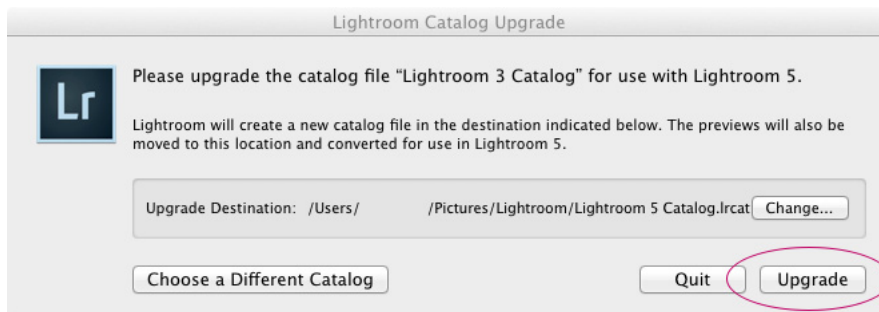 Lightroom Catalog Upgrade
Lr
Please upgrade the catalog file “Lightroom 3 Catalog” for use with Lightroom 5.
Lightroom will create a new catalog file in the destination indicated below. The previews will also be
moved to this location and converted for use in Lightroom 5.
Upgrade Destination: /Users/ /Pictures/Lightroom/Lightroom 5 Catalog.lrcat Change...
Choose a Different Catalog Quit Upgrade